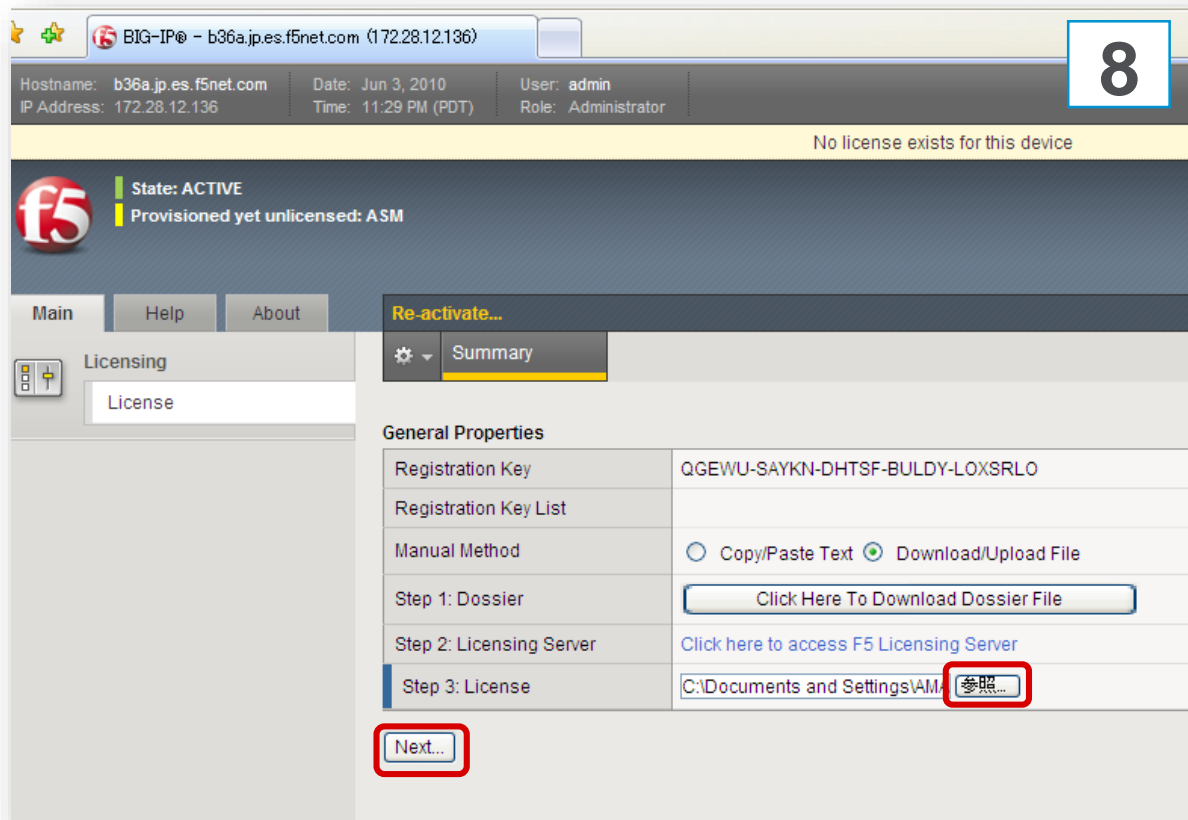 BIG-IP® - b36a.jp.es.f5net.com (172.28.12.136)
8
Hostname: b36a.jp.es.f5net.com Date: Jun 3, 2010 User: admin
IP Address: 172.28.12.136 Time: 11:29 PM (PDT) Role: Administrator
No license exists for this device
f5
State: ACTIVE
Provisioned yet unlicensed: ASM
Main Help About
Re-activate...
Licensing
License
Summary
General Properties
Registration Key QGEWU-SAYKN-DHTSF-BULDY-LOXSRLO
Registration Key List
Manual Method Copy/Paste Text Download/Upload File
Step 1: Dossier Click Here To Download Dossier File
Step 2: Licensing Server Click here to access F5 Licensing Server
Step 3: License C:\Documents and Settings\AMA 参照...
Next...